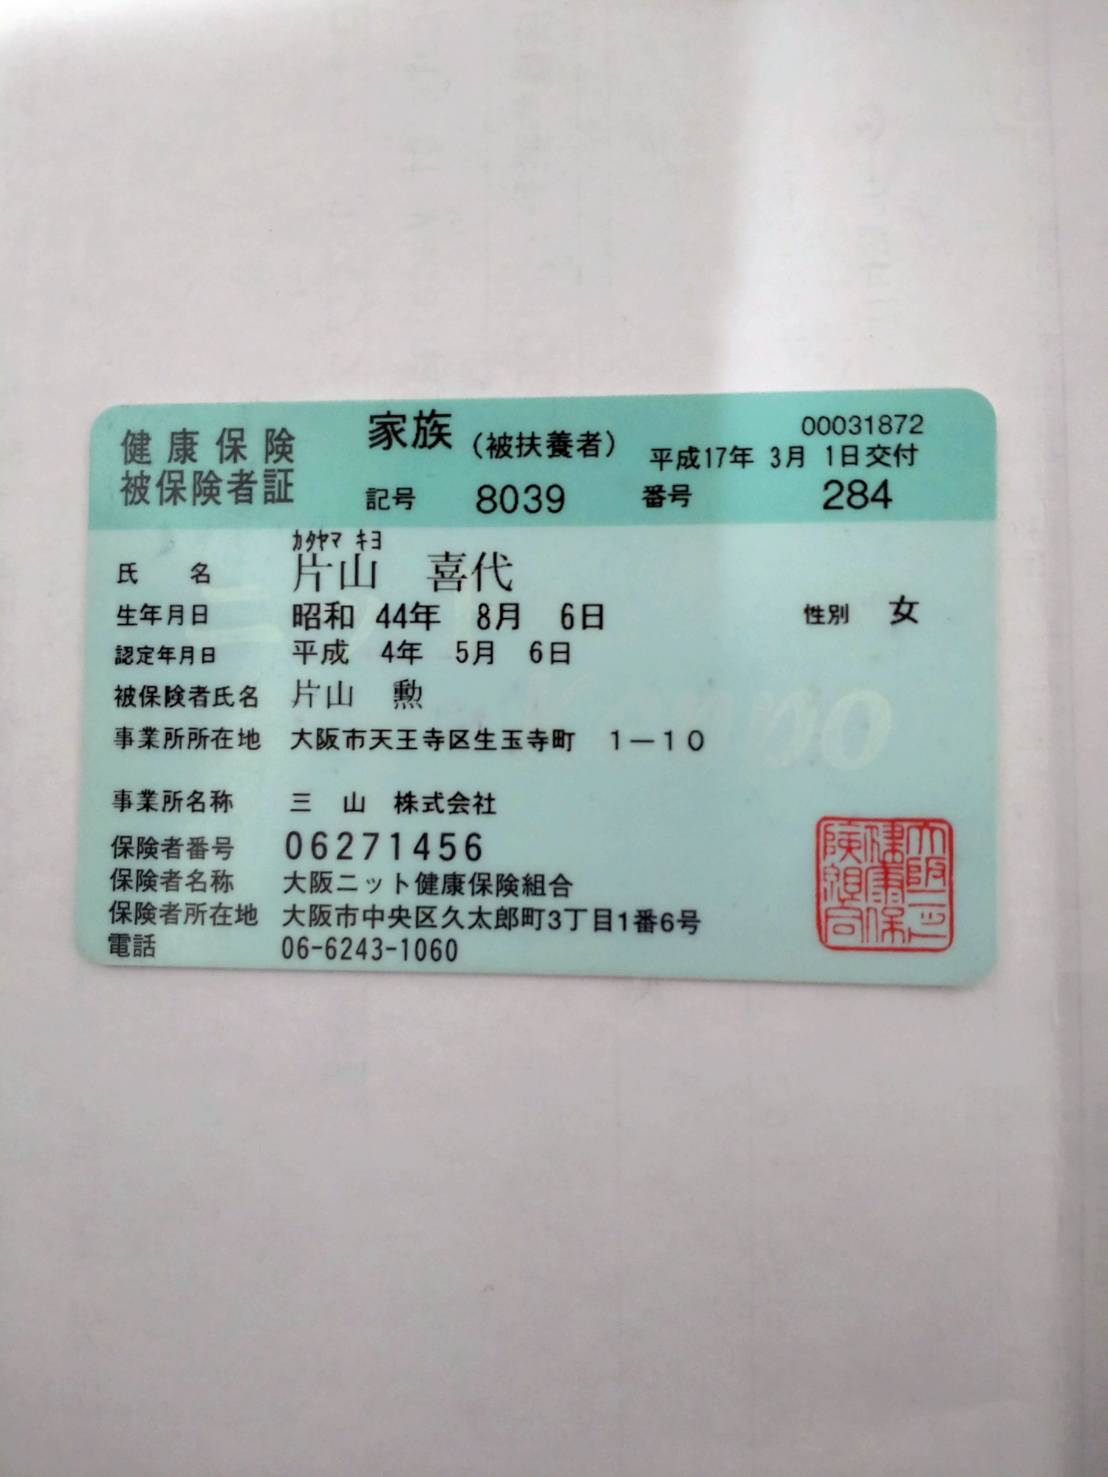 健康保険
被保険者証
家族 (被扶養者)
00031872
平成17年 3月 1日交付
記号 8039 番号 284
カタヤマ キヨ
氏名 片山 喜代
生年月日 昭和 44年 8月 6日 性別 女
認定年月日 平成 4年 5月 6日
被保険者氏名 片山 勲
事業所所在地 大阪市天王寺区生玉寺町 1-10
事業所名称 三山 株式会社
保険者番号 06271456
保険者名称 大阪ニット健康保険組合
保険者所在地 大阪市中央区久太郎町3丁目1番6号
電話 06-6243-1060
Kenpo